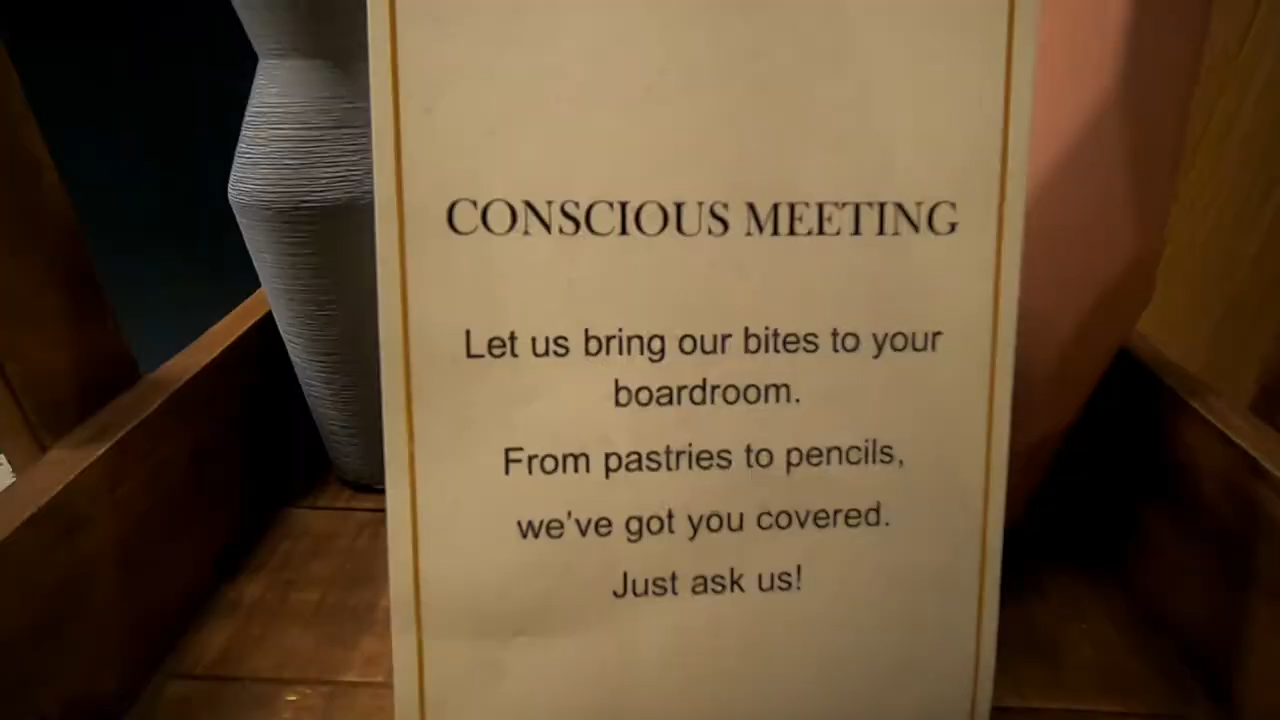 CONSCIOUS MEETING
Let us bring our bites to your
boardroom.
From pastries to pencils,
we've got you covered.
Just ask us!